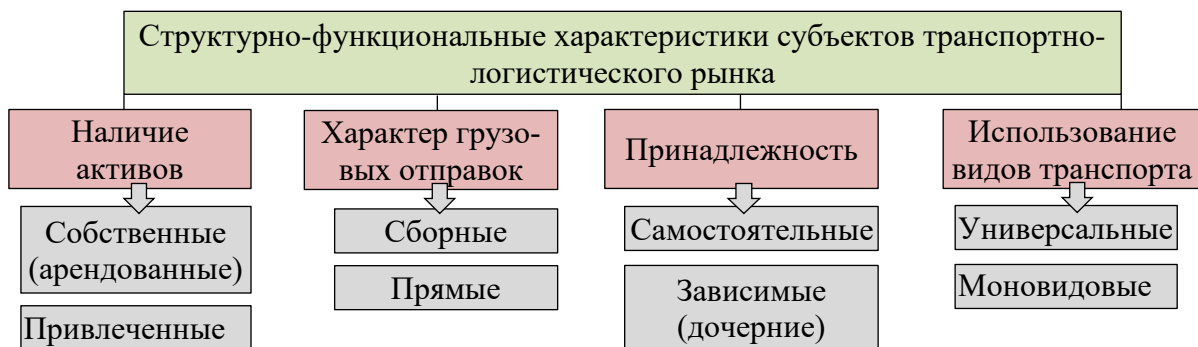 Структурно-функциональные характеристики субъектов транспортно-
логистического рынка
Наличие
активов
Характер грузо-
вых отправок
Принадлежность
Использование
видов транспорта
Собственные
(арендованные)
Сборные
Самостоятельные
Универсальные
Привлеченные
Прямые
Зависимые
(дочерние)
Моновидовые